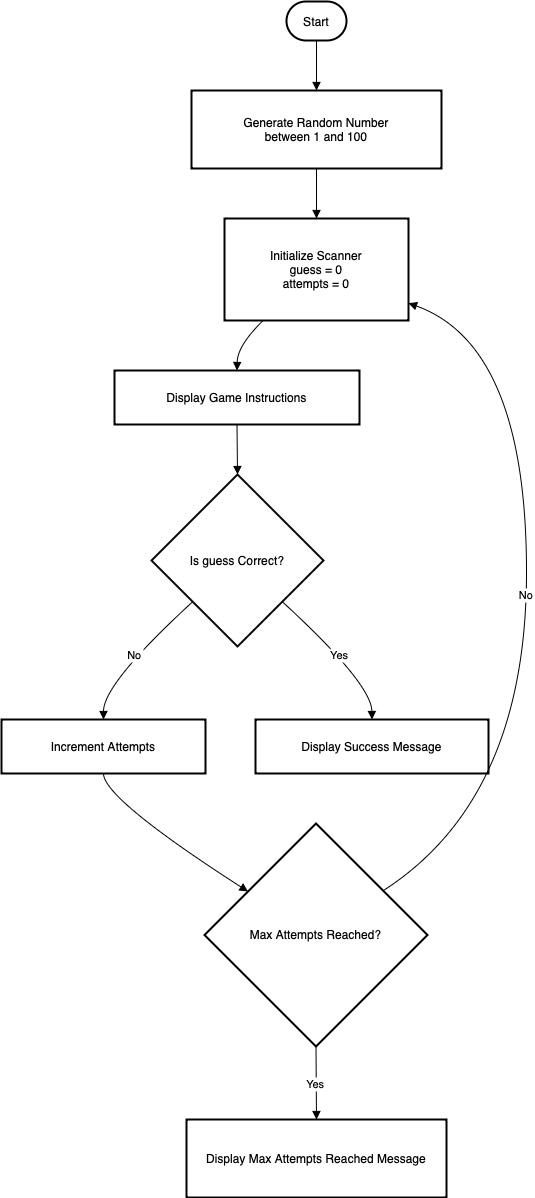 Start
Generate Random Number
between 1 and 100
Initialize Scanner
guess = 0
attempts = 0
Display Game Instructions
Is guess Correct?
No
No
Yes
Increment Attempts
Display Success Message
Max Attempts Reached?
Yes
Display Max Attempts Reached Message